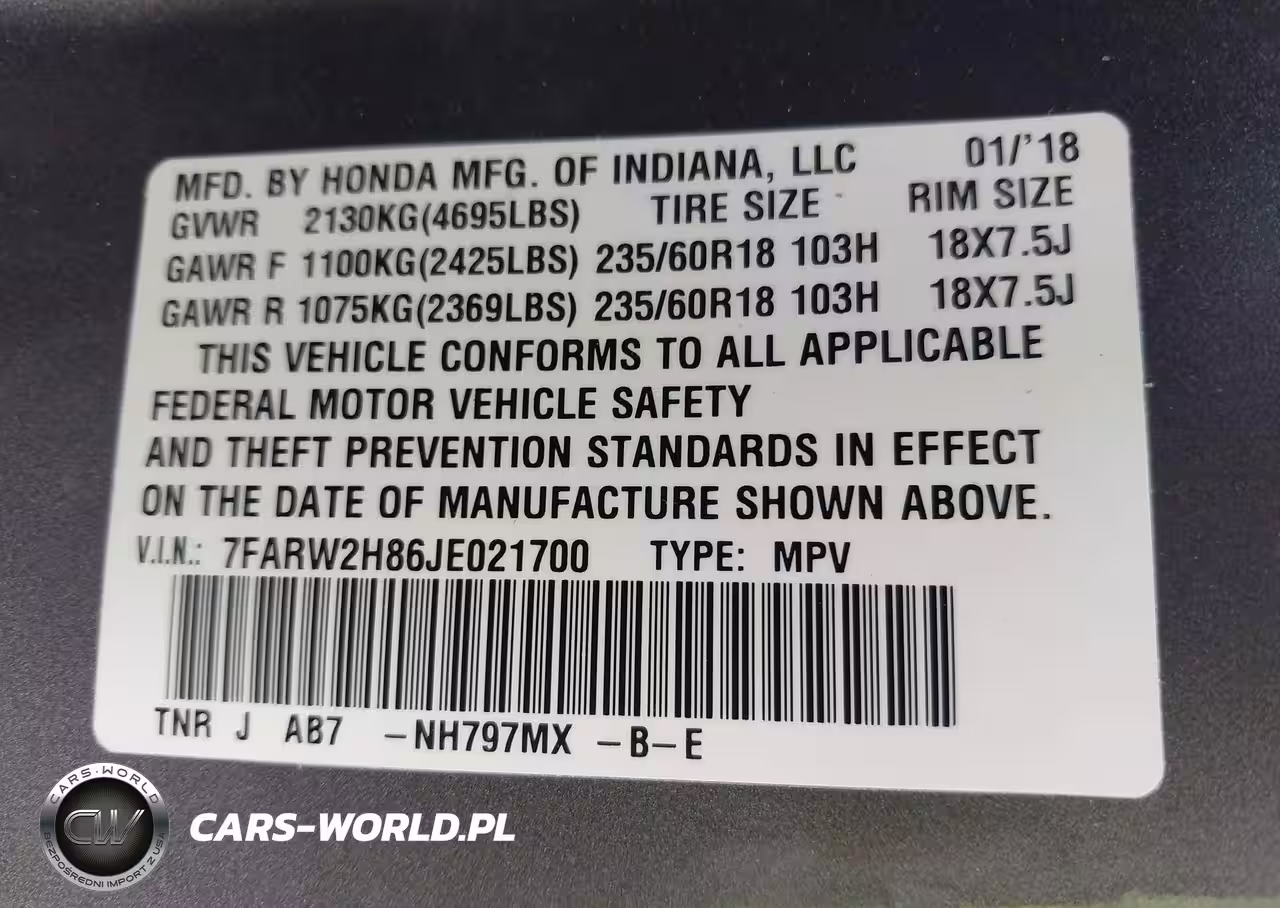 MFD. BY HONDA MFG. OF INDIANA, LLC 01/'18
GVWR 2130KG(4695LBS) TIRE SIZE RIM SIZE
GAWR F 1100KG(2425LBS) 235/60R18 103H 18X7.5J
GAWR R 1075KG(2369LBS) 235/60R18 103H 18X7.5J
THIS VEHICLE CONFORMS TO ALL APPLICABLE
FEDERAL MOTOR VEHICLE SAFETY
AND THEFT PREVENTION STANDARDS IN EFFECT
ON THE DATE OF MANUFACTURE SHOWN ABOVE.
V.I.N.: 7FARW2H86JE021700 TYPE: MPV
TNR J AB7 -NH797MX -B-E
CARS-WORLD
CW
BEZPOŚREDNI IMPORT Z USA
CARS-WORLD.PL